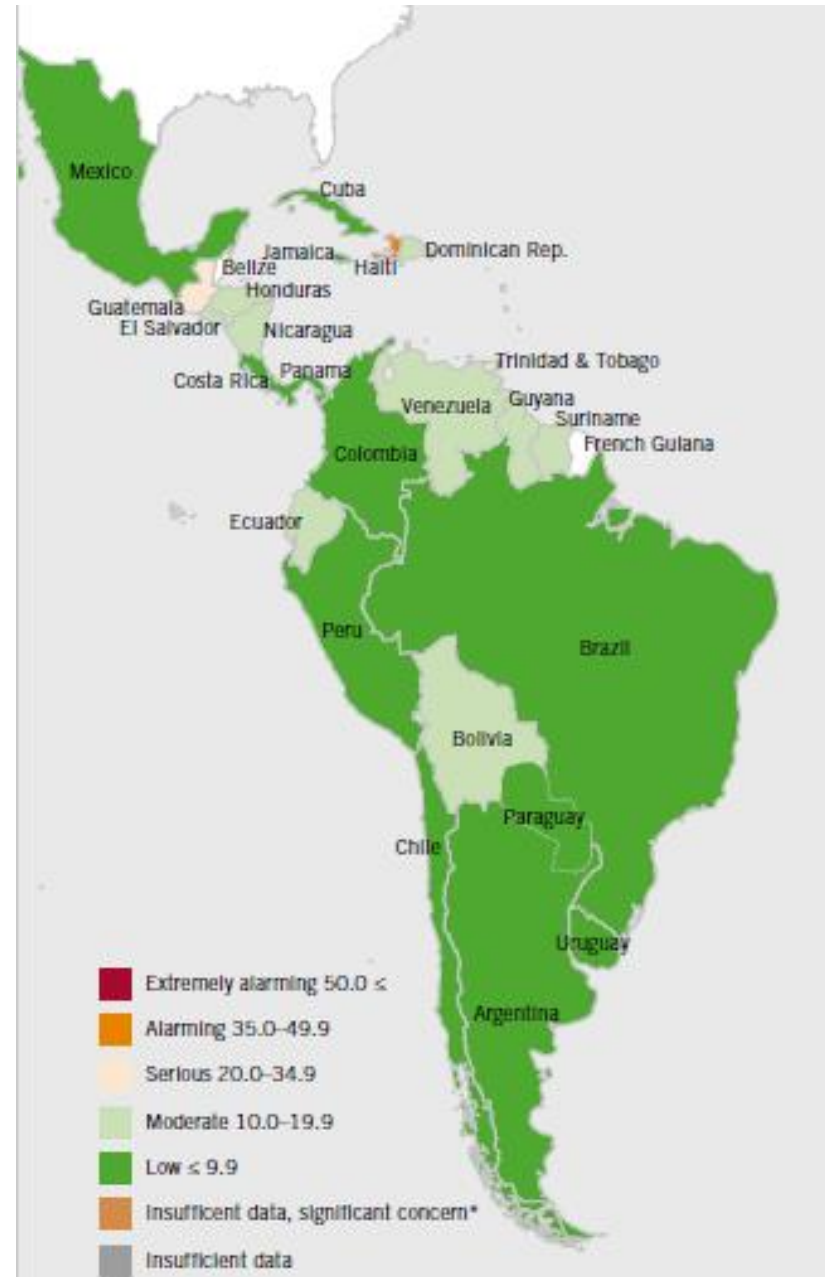 Mexico
Cuba
Jamaica
Haiti
Dominican Rep.
Belize
Honduras
Guatemala
El Salvador
Nicaragua
Costa Rica
Panama
Trinidad & Tobago
Venezuela
Guyana
Suriname
French Guiana
Colombia
Ecuador
Peru
Brazil
Bolivia
Paraguay
Chile
Uruguay
Argentina
Extremely alarming 50.0 ≤
Alarming 35.0–49.9
Serious 20.0–34.9
Moderate 10.0–19.9
Low ≤ 9.9
Insufficent data, significant concern*
Insufficient data